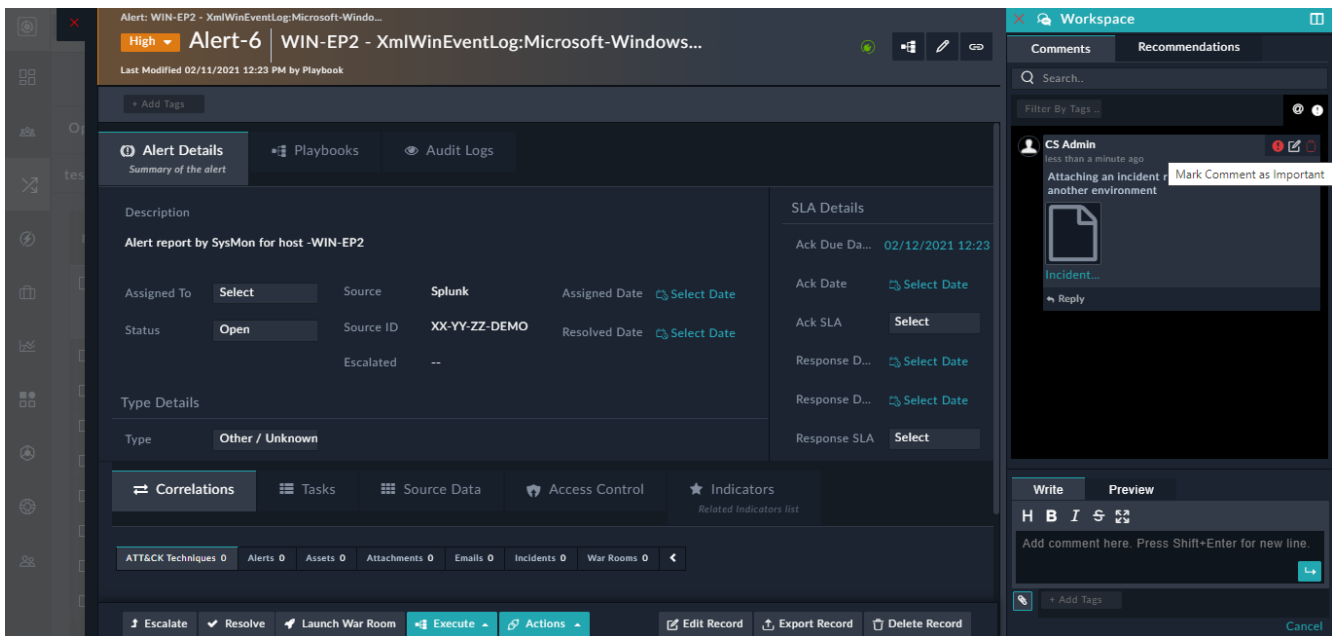 Alert: WIN-EP2 - XmlWinEventLog:Microsoft-Windo...
High
Alert-6
WIN-EP2 - XmlWinEventLog:Microsoft-Windows...
Last Modified 02/11/2021 12:23 PM by Playbook
+ Add Tags
Alert Details
Summary of the alert
Playbooks
Audit Logs
Description
Alert report by SysMon for host -WIN-EP2
Assigned To
Select
Source
Splunk
Assigned Date
Select Date
Status
Open
Source ID
XX-YY-ZZ-DEMO
Resolved Date
Select Date
Escalated
--
Type Details
Type
Other / Unknown
SLA Details
Ack Due Da...
02/12/2021 12:23
Ack Date
Select Date
Ack SLA
Select
Response D...
Select Date
Response D...
Select Date
Response SLA
Select
Correlations
Tasks
Source Data
Access Control
Indicators
Related Indicators list
ATT&CK Techniques 0
Alerts 0
Assets 0
Attachments 0
Emails 0
Incidents 0
War Rooms 0
Escalate
Resolve
Launch War Room
Execute
Actions
Edit Record
Export Record
Delete Record
Workspace
Comments
Recommendations
Search..
Filter By Tags ..
@
CS Admin
less than a minute ago
Attaching an incident
another environment
Mark Comment as Important
Incident...
Reply
Write
Preview
H B I S
Add comment here. Press Shift+Enter for new line.
+ Add Tags
Cancel
Op
tes